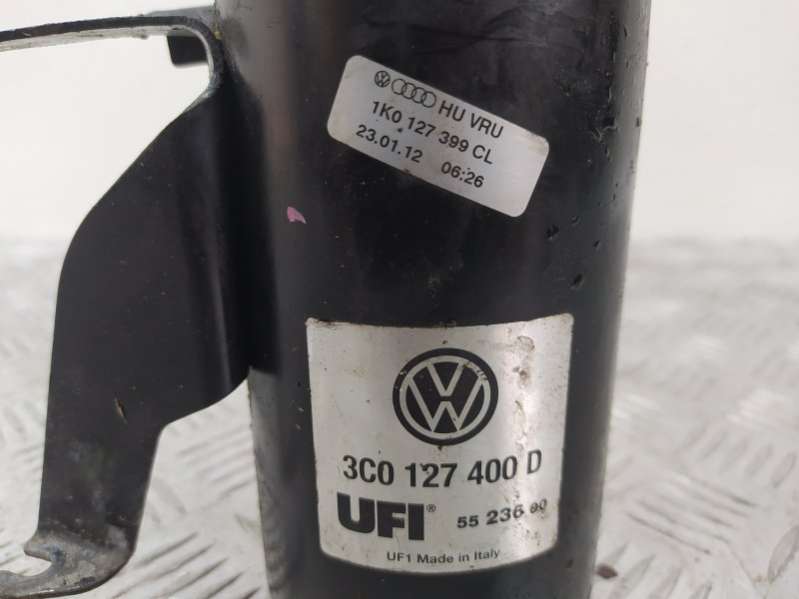 HU VRU
1K0 127 399 CL
23.01.12 06:26
3C0 127 400 D
UFI®
55 236 00
UF1 Made in Italy